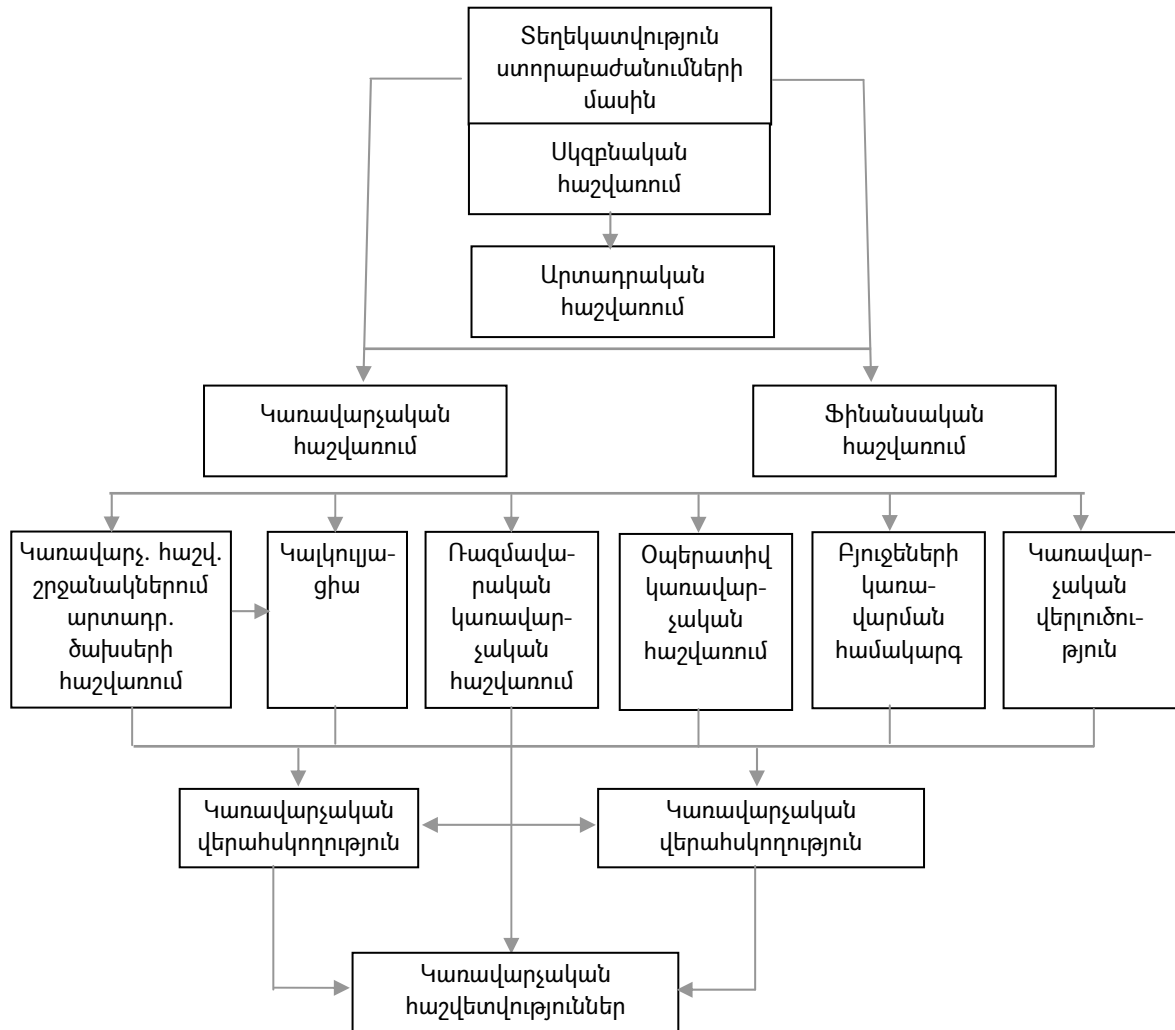 Տեղեկատվություն
ստորաբաժանումների
մասին
Սկզբնական
հաշվառում
Արտադրական
հաշվառում
Կառավարչական
հաշվառում
Ֆինանսական
հաշվառում
Կառավարչ. հաշվ.
շրջանակներում
արտադր.
ծախսերի
հաշվառում
Կալկուլյա-
ցիա
Ռազմավա-
րական
կառավար-
չական
հաշվառում
Օպերատիվ
կառավար-
չական
հաշվառում
Բյուջեների
կառա-
վարման
համակարգ
Կառավար-
չական
վերլուծու-
թյուն
Կառավարչական
վերահսկողություն
Կառավարչական
վերահսկողություն
Կառավարչական
հաշվետվություններ